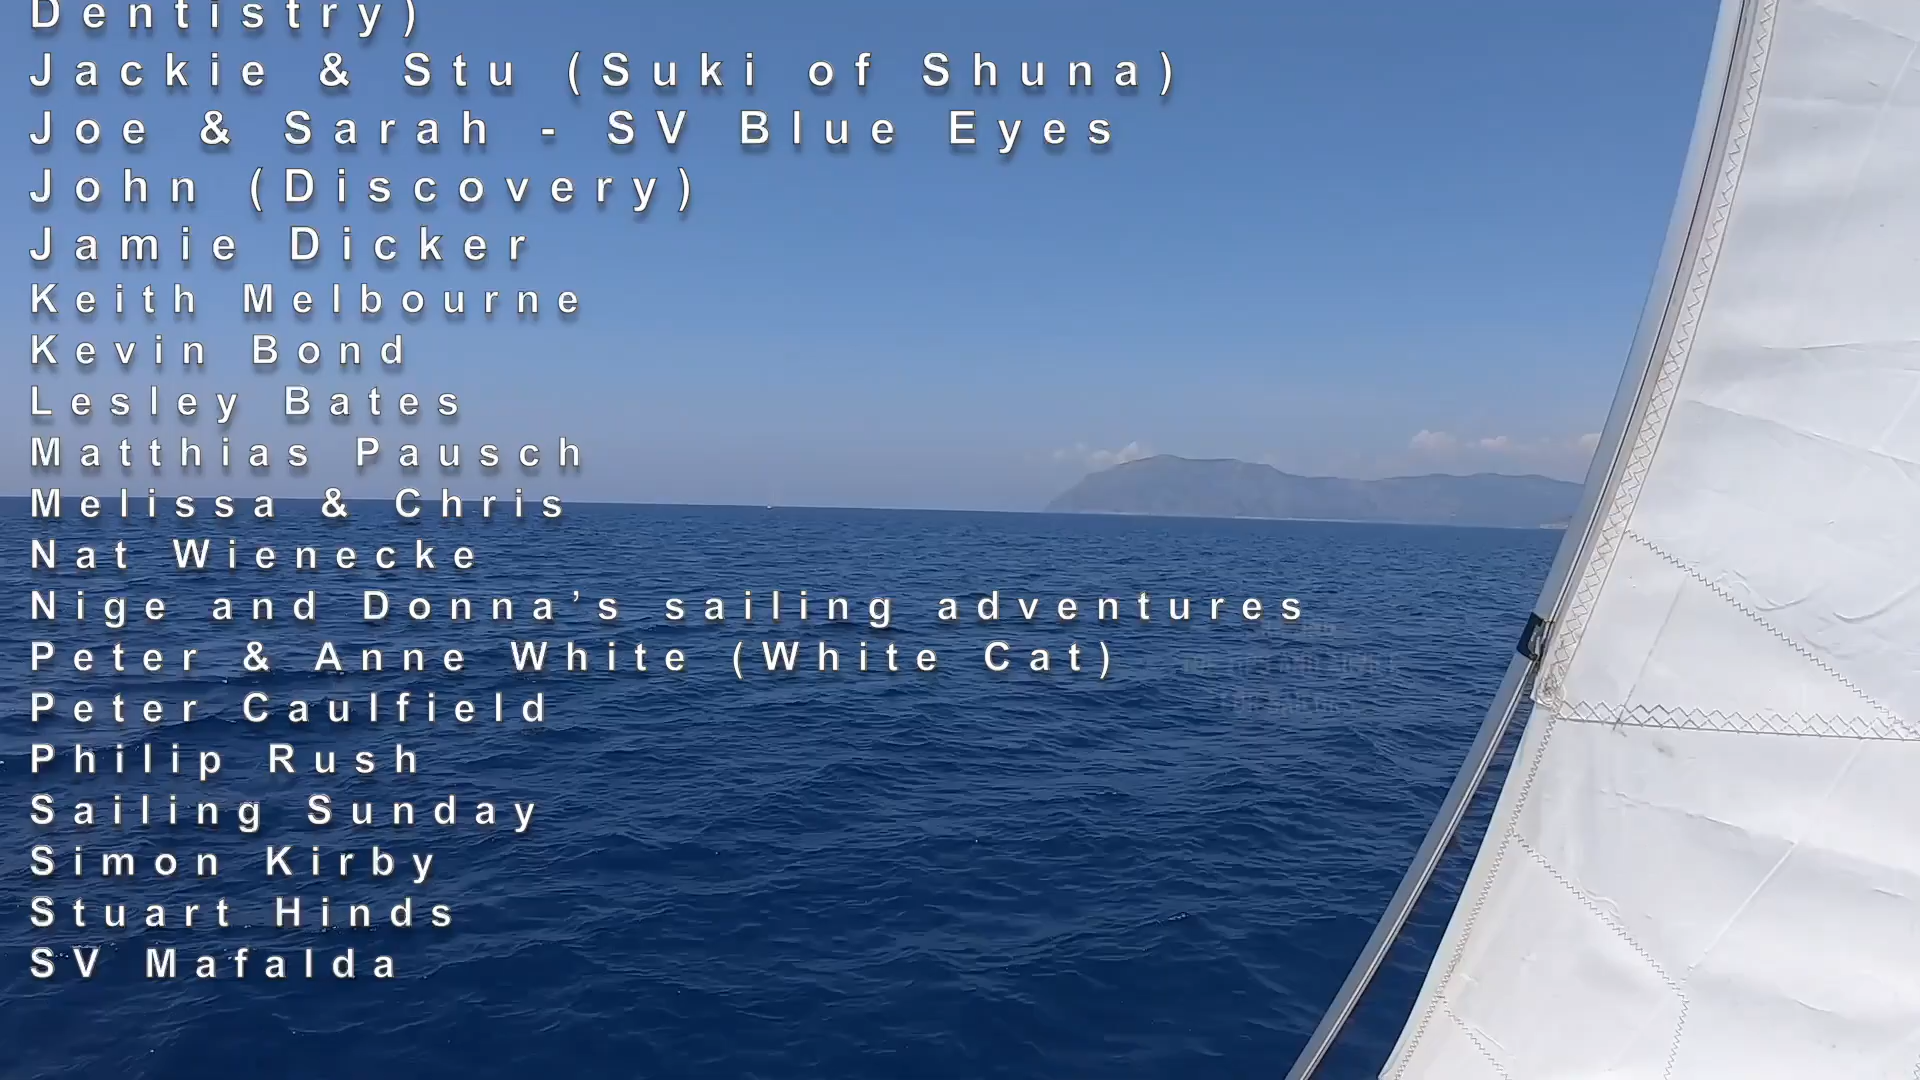 Dentistry)
Jackie & Stu (Suki of Shuna)
Joe & Sarah - SV Blue Eyes
John (Discovery)
Jamie Dicker
Keith Melbourne
Kevin Bond
Lesley Bates
Matthias Pausch
Melissa & Chris
Nat Wienecke
Nige and Donna’s sailing adventures
Peter & Anne White (White Cat)
Peter Caulfield
Philip Rush
Sailing Sunday
Simon Kirby
Stuart Hinds
SV Mafalda